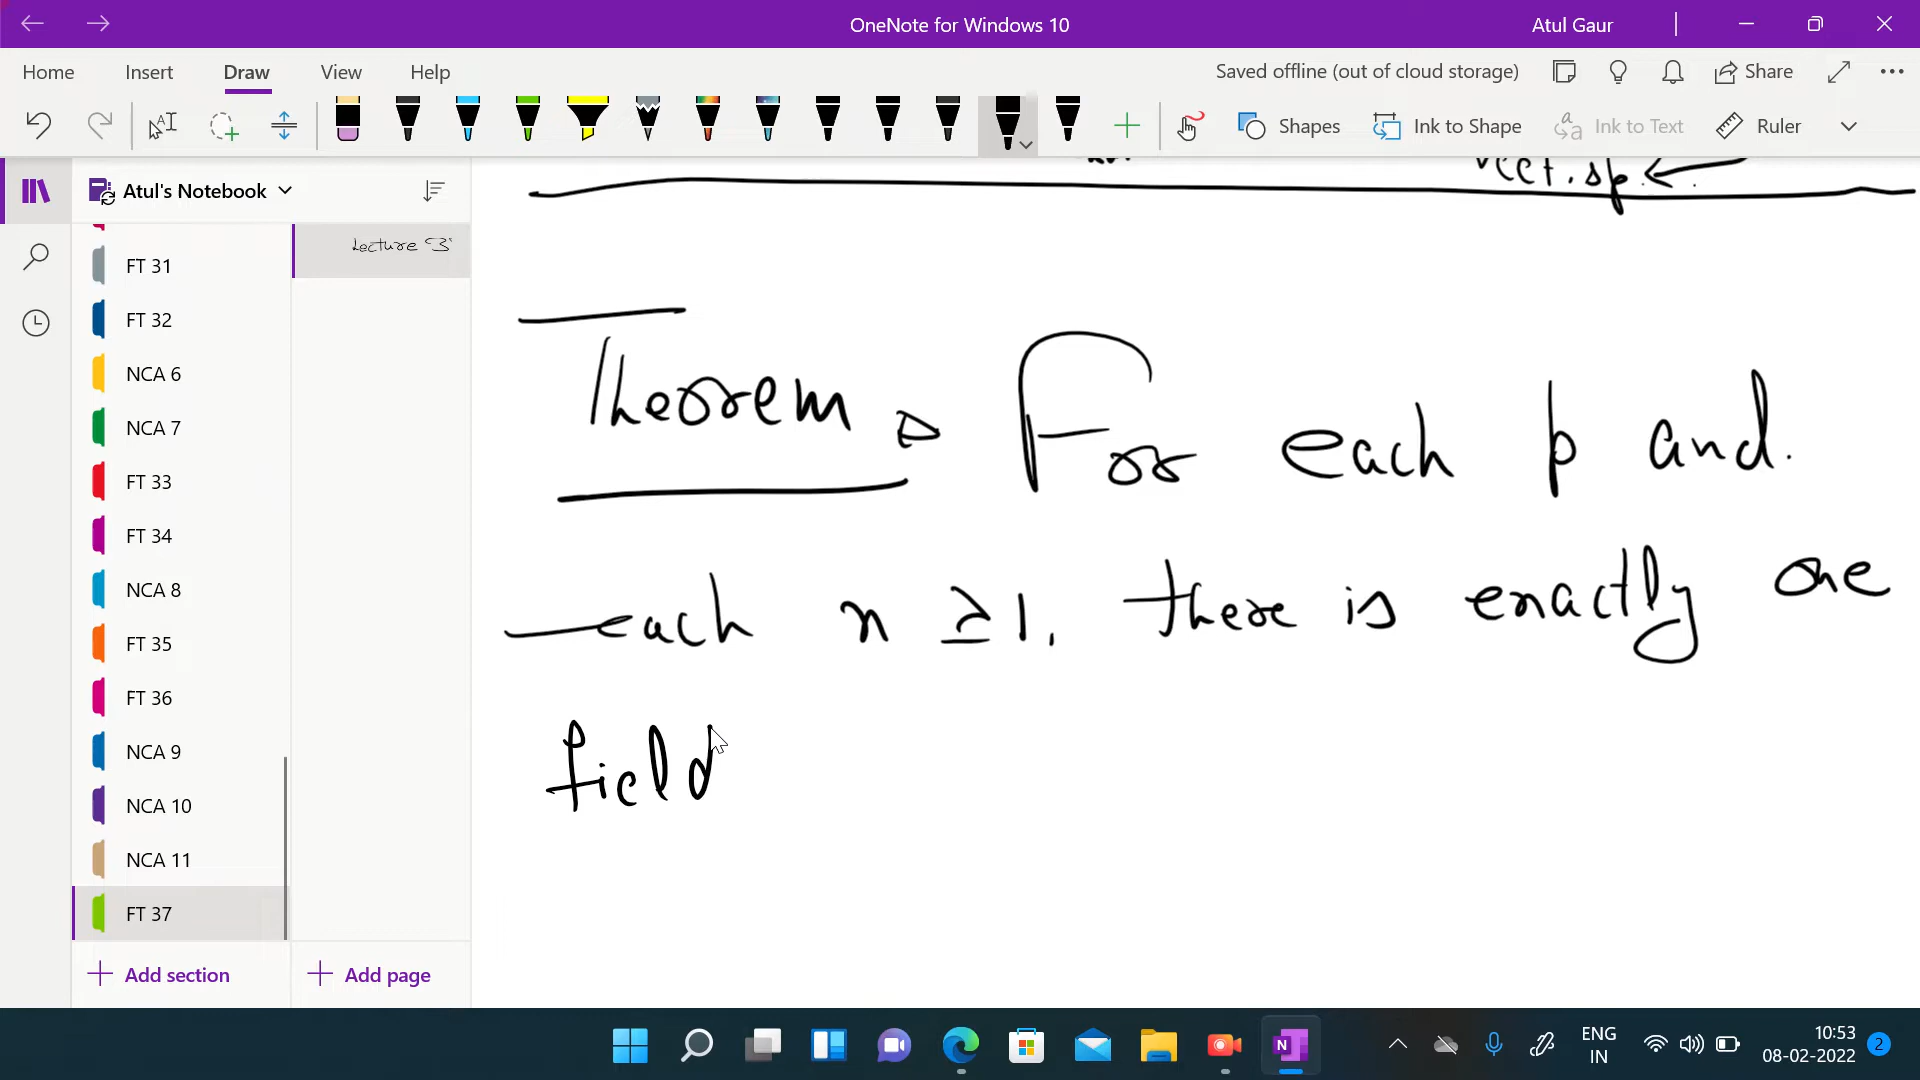 OneNote for Windows 10
Atul Gaur
Home Insert Draw View Help
Saved offline (out of cloud storage)
Share
Shapes
Ink to Shape
Ink to Text
Ruler
Atul's Notebook
FT 31
FT 32
NCA 6
NCA 7
FT 33
FT 34
NCA 8
FT 35
FT 36
NCA 9
NCA 10
NCA 11
FT 37
Add section
Lecture 3
Add page
vect. sp.
Theorem For each p and.
each n ≥ 1, there is exactly one
field
ENG
IN
10:53
08-02-2022
2